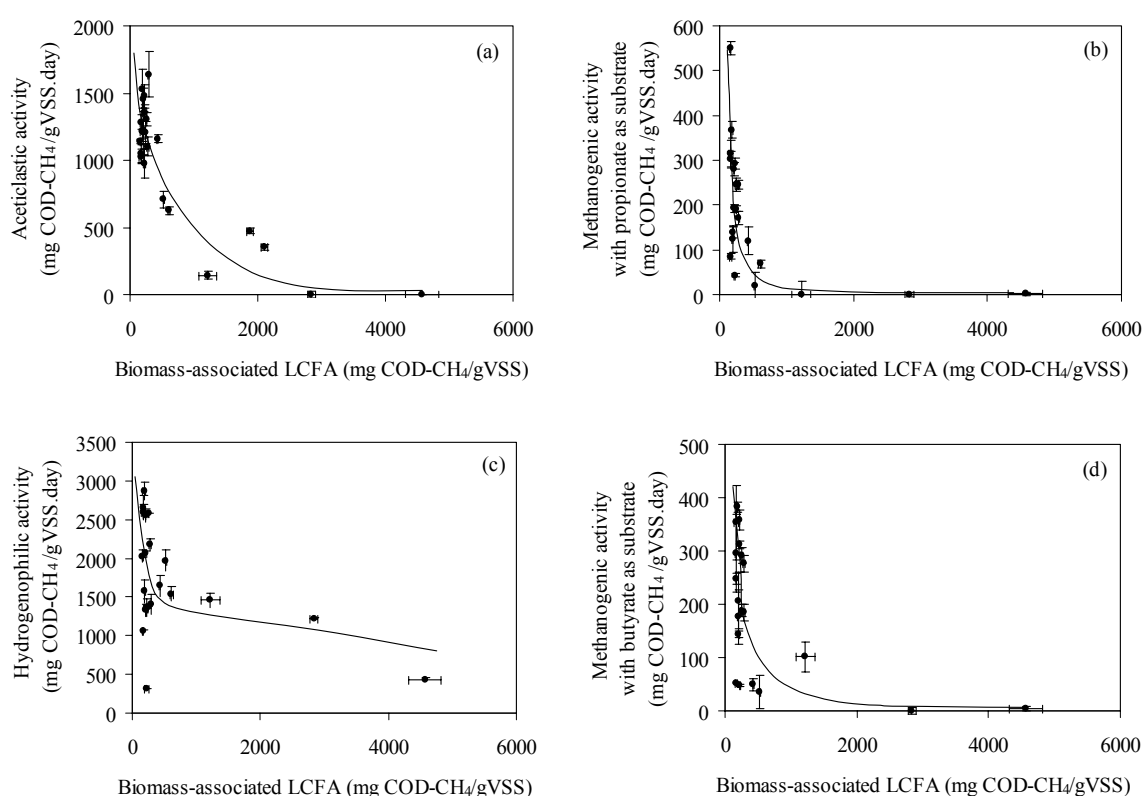 (a)
Aceticlastic activity
(mg COD-CH₄/gVSS.day)
2000
1500
1000
500
0
0 2000 4000 6000
Biomass-associated LCFA (mg COD-CH₄/gVSS)
(b)
Methanogenic activity
with propionate as substrate
(mg COD-CH₄ /gVSS.day)
600
500
400
300
200
100
0
0 2000 4000 6000
Biomass-associated LCFA (mg COD-CH₄/gVSS)
(c)
Hydrogenophilic activity
(mg COD-CH₄/gVSS.day)
3500
3000
2500
2000
1500
1000
500
0
0 2000 4000 6000
Biomass-associated LCFA (mg COD-CH₄/gVSS)
(d)
Methanogenic activity
with butyrate as substrate
(mg COD-CH₄/gVSS.day)
500
400
300
200
100
0
0 2000 4000 6000
Biomass-associated LCFA (mg COD-CH₄/gVSS)